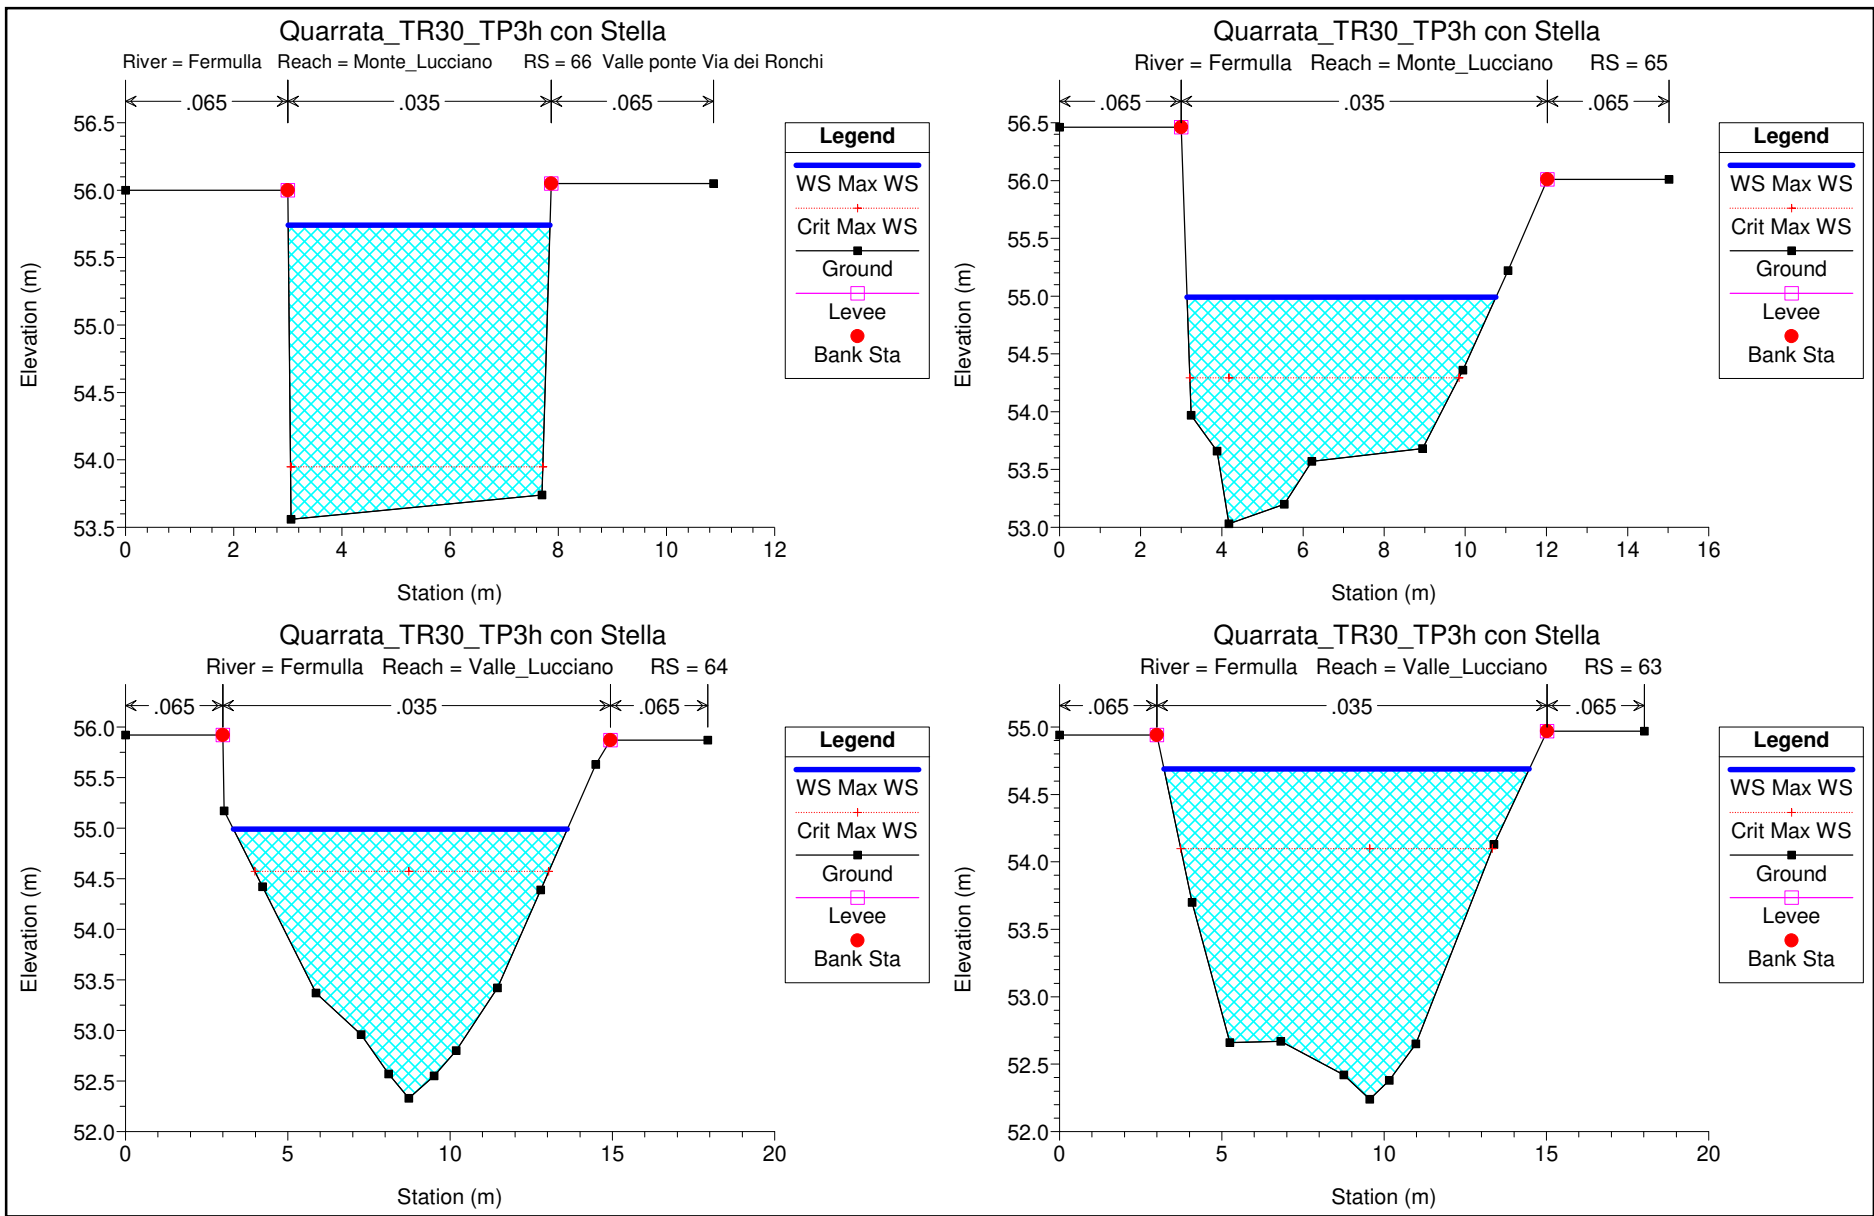 Quarrata_TR30_TP3h con Stella
River = Fermulla Reach = Monte_Lucciano RS = 66 Valle ponte Via dei Ronchi
.065 .035 .065
56.5
56.0
55.5
55.0
54.5
54.0
53.5
Elevation (m)
0 2 4 6 8 10 12
Station (m)
Legend
WS Max WS
Crit Max WS
Ground
Levee
Bank Sta
Quarrata_TR30_TP3h con Stella
River = Fermulla Reach = Monte_Lucciano RS = 65
.065 .035 .065
56.5
56.0
55.5
55.0
54.5
54.0
53.5
53.0
Elevation (m)
0 2 4 6 8 10 12 14 16
Station (m)
Legend
WS Max WS
Crit Max WS
Ground
Levee
Bank Sta
Quarrata_TR30_TP3h con Stella
River = Fermulla Reach = Valle_Lucciano RS = 64
.065 .035 .065
56.0
55.5
55.0
54.5
54.0
53.5
53.0
52.5
52.0
Elevation (m)
0 5 10 15 20
Station (m)
Legend
WS Max WS
Crit Max WS
Ground
Levee
Bank Sta
Quarrata_TR30_TP3h con Stella
River = Fermulla Reach = Valle_Lucciano RS = 63
.065 .035 .065
55.0
54.5
54.0
53.5
53.0
52.5
52.0
Elevation (m)
0 5 10 15 20
Station (m)
Legend
WS Max WS
Crit Max WS
Ground
Levee
Bank Sta